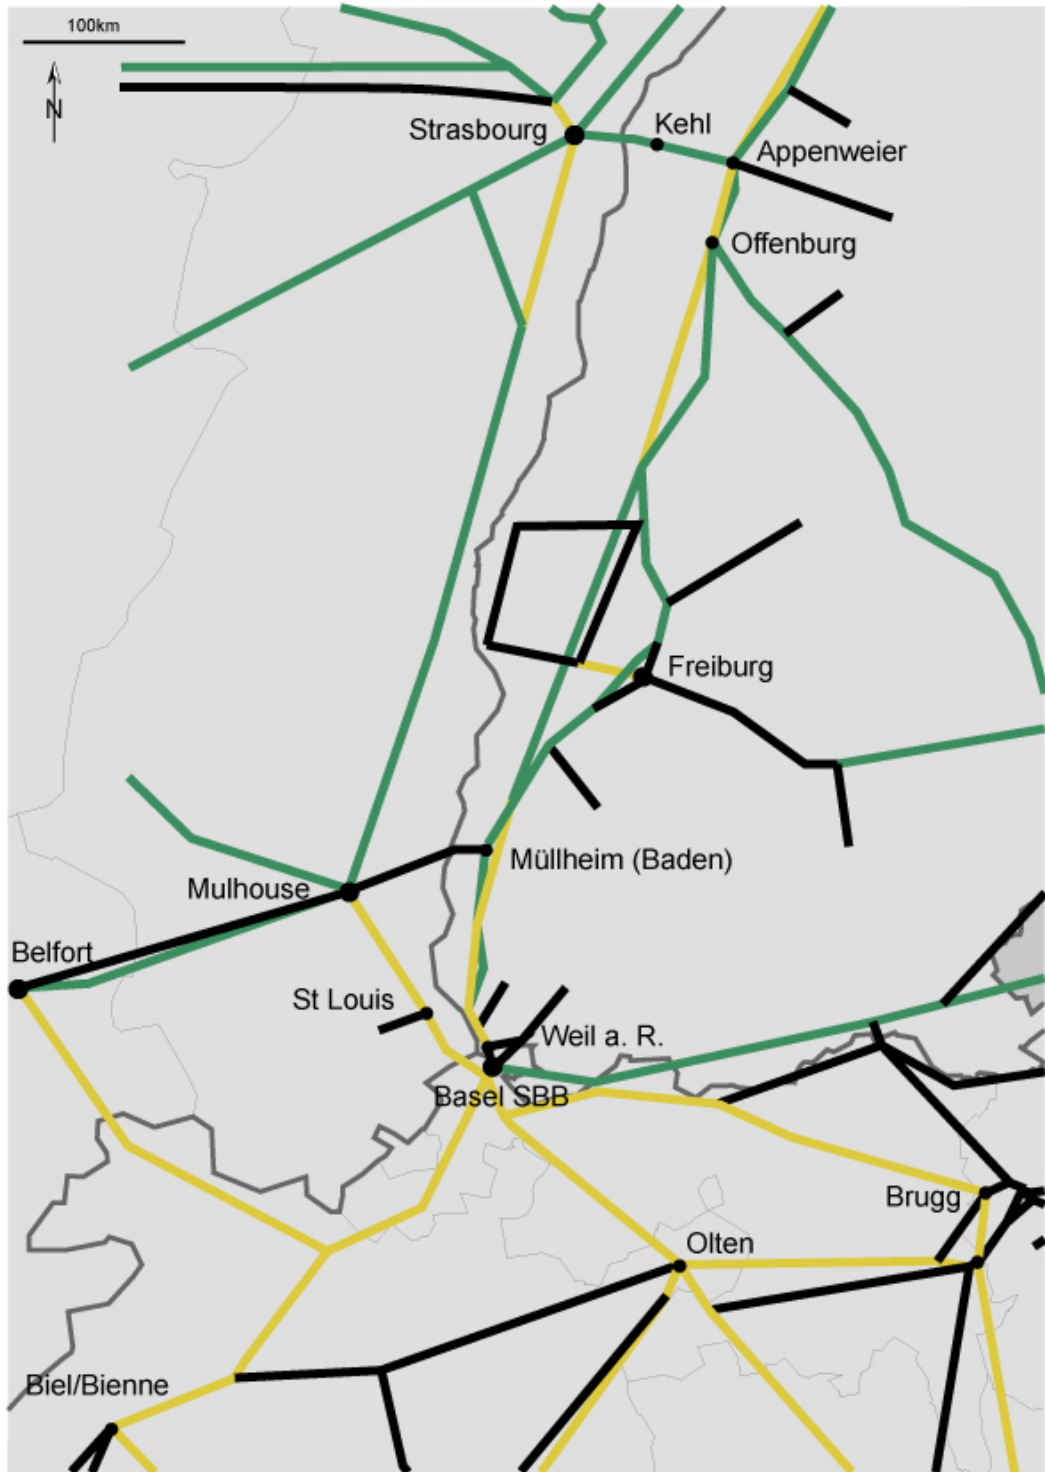 100km
N
Strasbourg
Kehl
Appenweier
Offenburg
Freiburg
Müllheim (Baden)
Mulhouse
Belfort
St Louis
Weil a. R.
Basel SBB
Brugg
Olten
Biel/Bienne